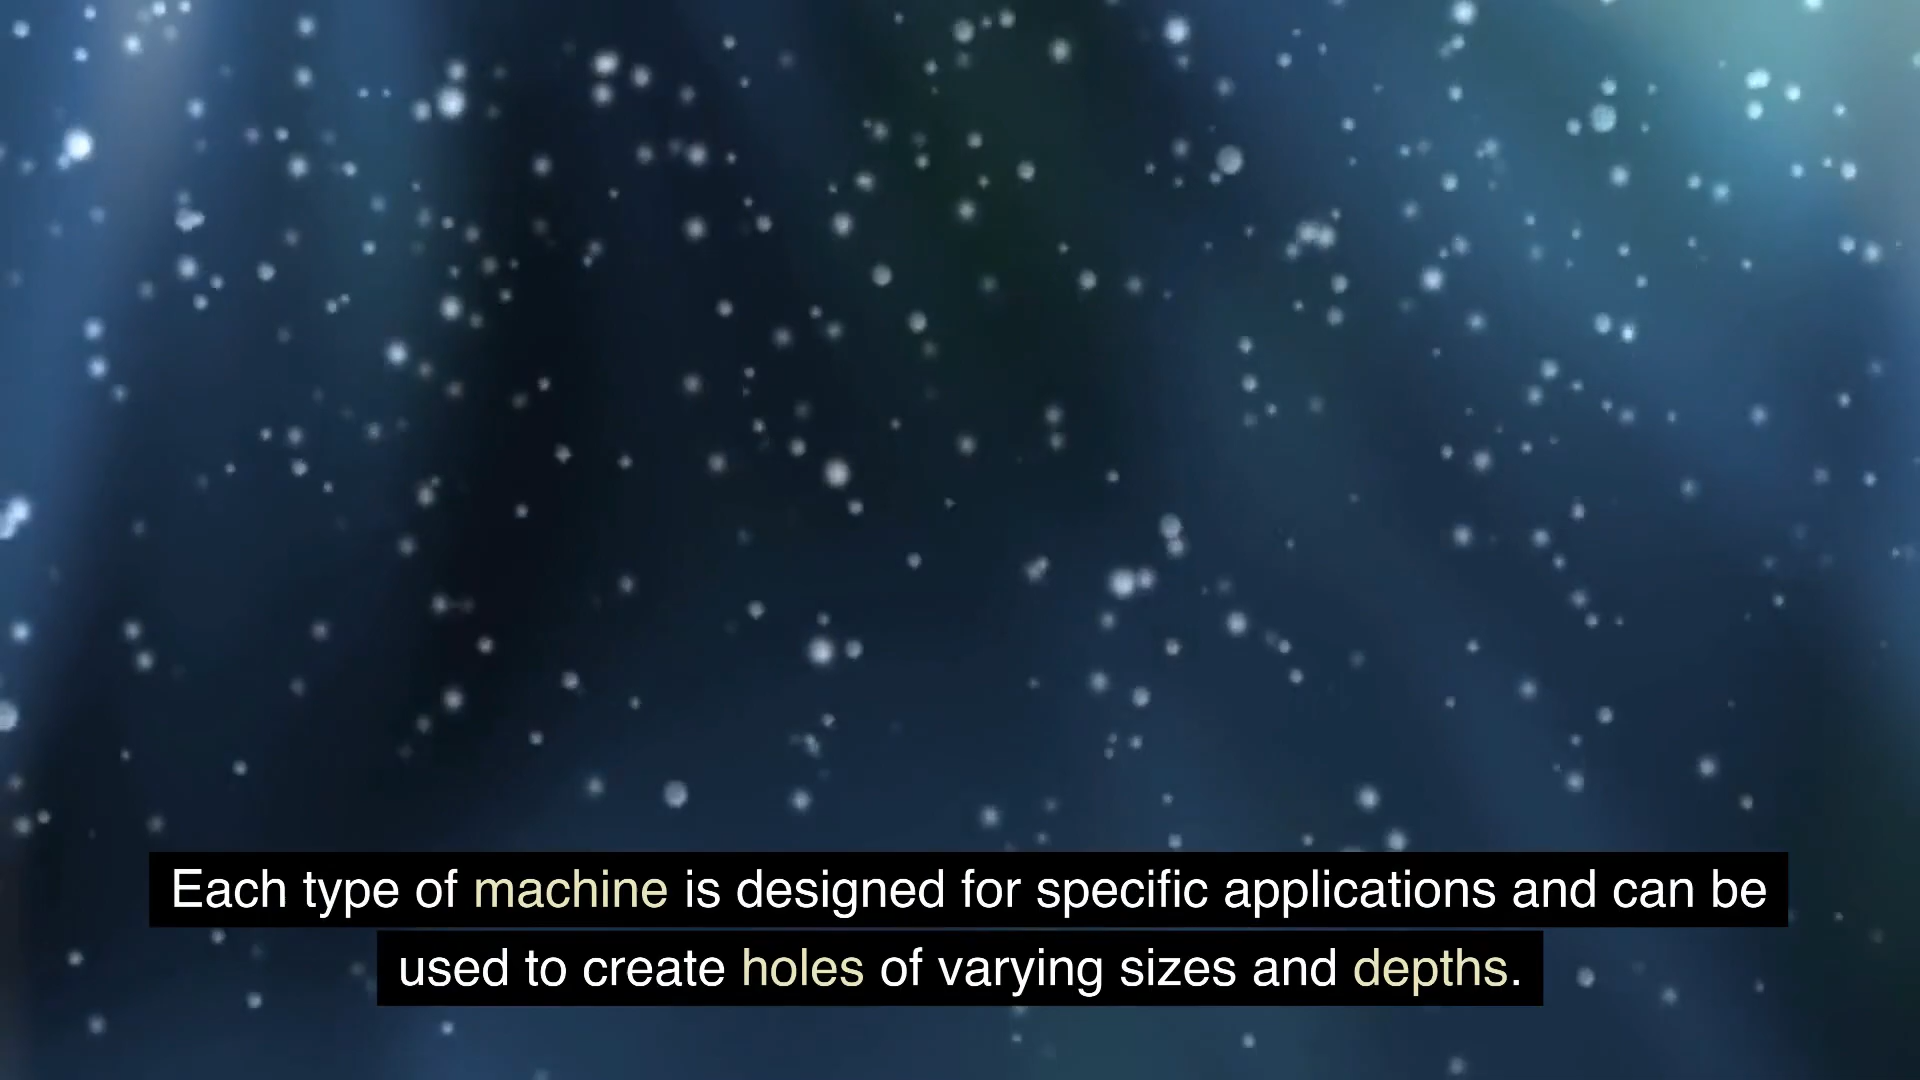 Each type of machine is designed for specific applications and can be
used to create holes of varying sizes and depths.